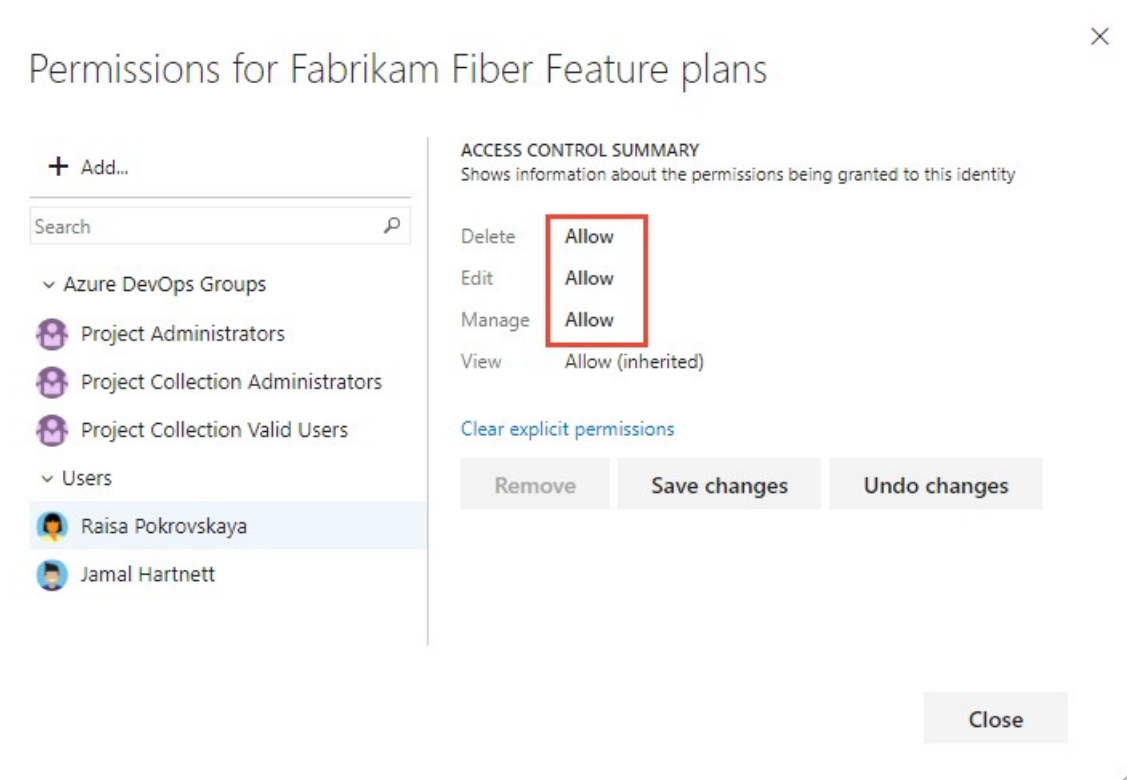 Permissions for Fabrikam Fiber Feature plans
Add...
Search
Azure DevOps Groups
Project Administrators
Project Collection Administrators
Project Collection Valid Users
Users
Raisa Pokrovskaya
Jamal Hartnett
ACCESS CONTROL SUMMARY
Shows information about the permissions being granted to this identity
Delete Allow
Edit Allow
Manage Allow
View Allow (inherited)
Clear explicit permissions
Remove Save changes Undo changes
Close